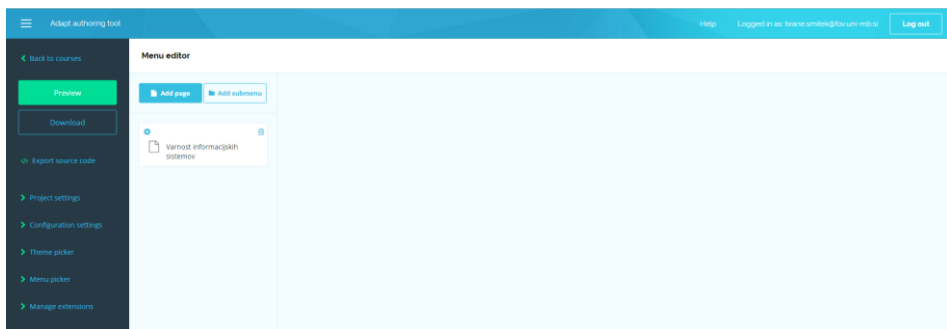 Adapt authoring tool
Help
Logged in as: brane.smitek@fov.uni-mb.si
Log out
Back to courses
Menu editor
Preview
Add page
Add submenu
Download
Varnost informacijskih
sistemov
Export source code
Project settings
Configuration settings
Theme picker
Menu picker
Manage extensions